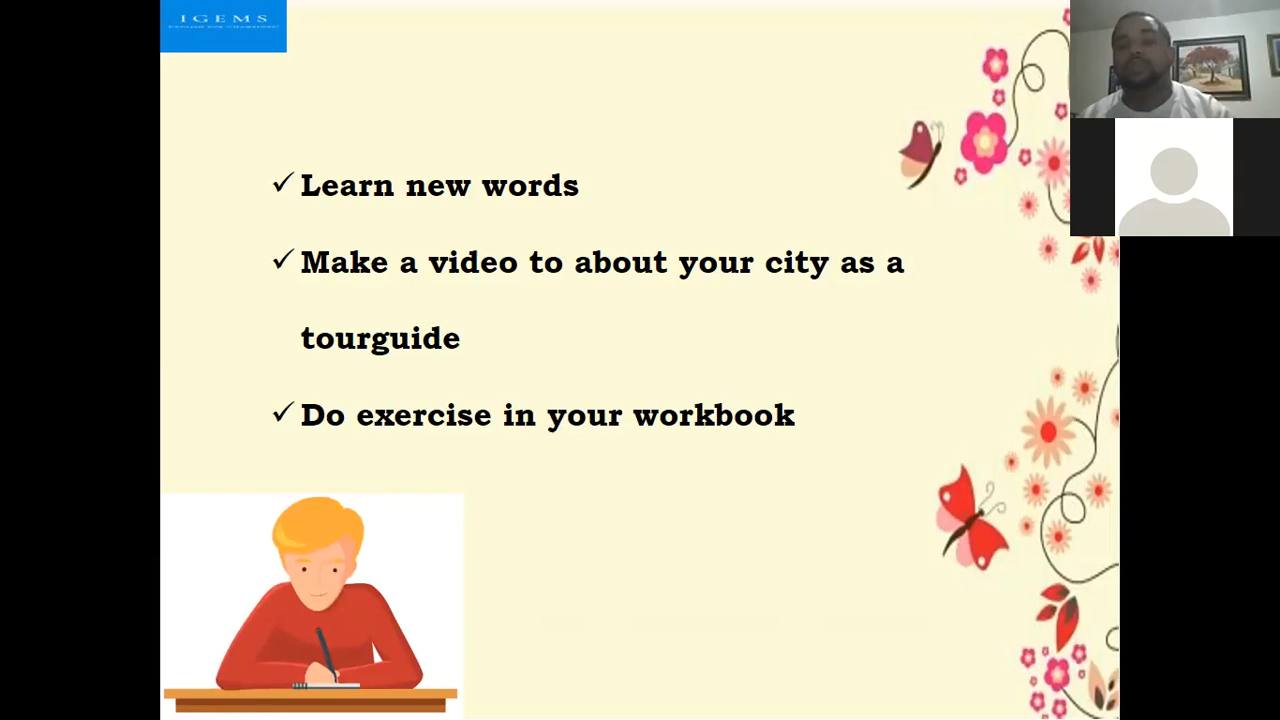 IGEMS
✓ Learn new words
✓ Make a video to about your city as a
tourguide
✓ Do exercise in your workbook